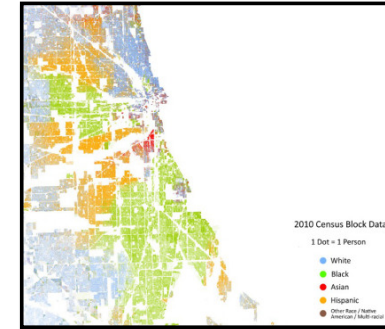 2010 Census Block Data
1 Dot = 1 Person
White
Black
Asian
Hispanic
Other Race / Native
American / Multi-racial